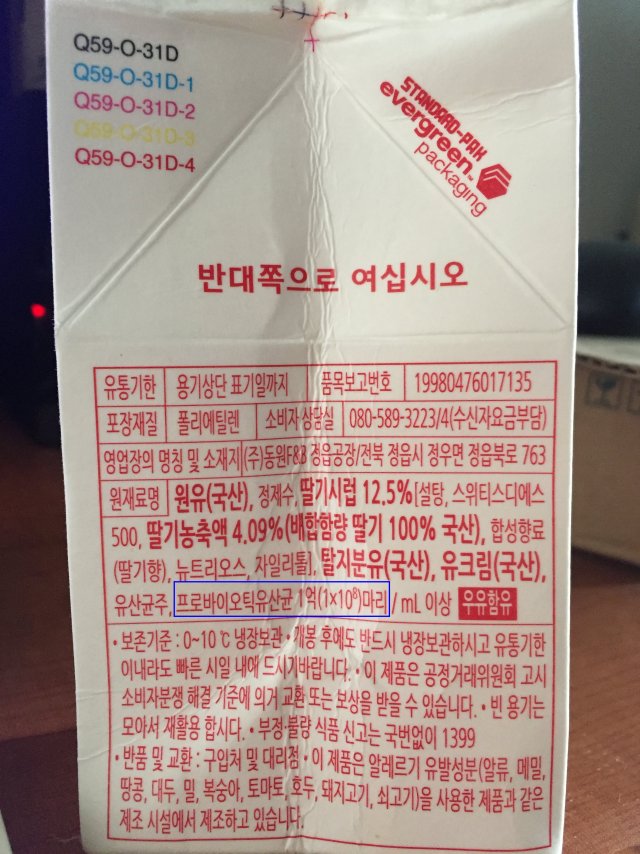 Q59-O-31D
Q59-O-31D-1
Q59-O-31D-2
Q59-O-31D-3
Q59-O-31D-4
STANDARD-PAK
evergreen™
packaging
반대쪽으로 여십시오
유통기한 용기상단 표기일까지 품목보고번호 19980476017135
포장재질 폴리에틸렌 소비자상담실 080-589-3223/4(수신자요금부담)
영업장의 명칭 및 소재지 (주)동원F&B 정읍공장/전북 정읍시 정우면 정읍북로 763
원재료명 원유(국산), 정제수, 딸기시럽 12.5%[설탕, 스위티스디에스
500, 딸기농축액 4.09%(배합함량 딸기 100% 국산), 합성향료
(딸기향), 뉴트리오스, 자일리톨], 탈지분유(국산), 유크림(국산),
유산균주, 프로바이오틱유산균 1억(1×10⁸)마리 / mL 이상 우유함유
• 보존기준 : 0~10℃ 냉장보관 • 개봉 후에도 반드시 냉장보관하시고 유통기한
이내라도 빠른 시일 내에 드시기바랍니다. • 이 제품은 공정거래위원회 고시
소비자분쟁 해결 기준에 의거 교환 또는 보상을 받을 수 있습니다. • 빈 용기는
모아서 재활용 합시다. • 부정·불량 식품 신고는 국번없이 1399
• 반품 및 교환 : 구입처 및 대리점 • 이 제품은 알레르기 유발성분(알류, 메밀,
땅콩, 대두, 밀, 복숭아, 토마토, 호두, 돼지고기, 쇠고기)을 사용한 제품과 같은
제조 시설에서 제조하고 있습니다.